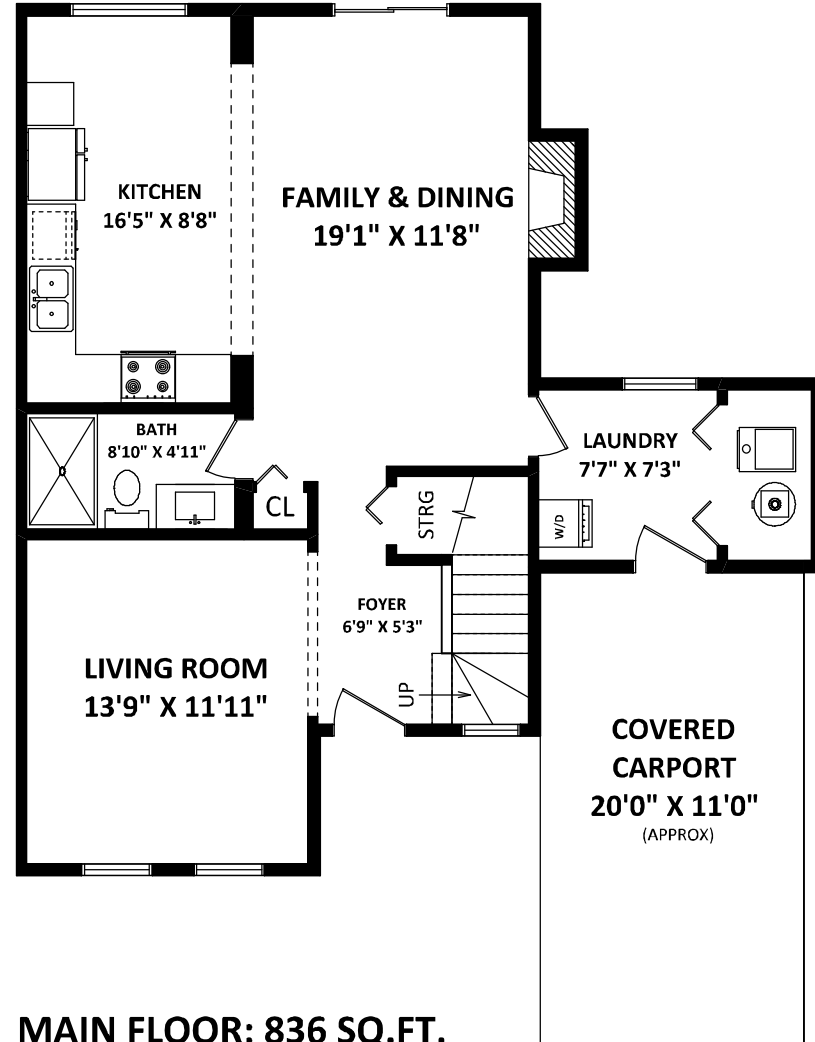 KITCHEN
16'5" X 8'8"
FAMILY & DINING
19'1" X 11'8"
BATH
8'10" X 4'11"
CL
STRG
LAUNDRY
7'7" X 7'3"
W/D
FOYER
6'9" X 5'3"
LIVING ROOM
13'9" X 11'11"
UP
COVERED
CARPORT
20'0" X 11'0"
(APPROX)
MAIN FLOOR: 836 SQ.FT.